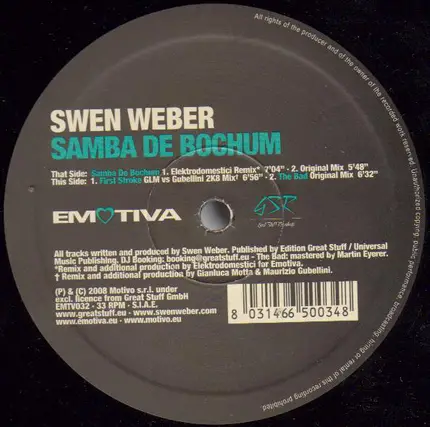 All rights of the producer and of the owner of the recorded work reserved. Unauthorized copying, public performance, broadcasting, hiring or rental of this recording prohibited.
SWEN WEBER
SAMBA DE BOCHUM
That Side: Samba De Bochum 1. Elektrodomestici Remix* 7'04" - 2. Original Mix 5'48"
This Side: 1. First Stroke GLM vs Gubellini 2K8 Mix† 6'56" - 2. The Bad Original Mix 6'32"
EM♥TIVA
GSR
All tracks written and produced by Swen Weber. Published by Edition Great Stuff / Universal
Music Publishing, DJ Booking; booking@greatstuff.eu - The Bad: mastered by Martin Eyerer.
*Remix and additional production by Elektrodomestici for Emotiva.
† Remix and additional production by Gianluca Motta & Maurizio Gubellini.
(P) & (C) 2008 Motivo s.r.l. under
excl. licence from Great Stuff GmbH
EMTV032 - 33 RPM - S.I.A.E.
www.greatstuff.eu - www.swenweber.com
www.emotiva.eu - www.motivo.eu
8 031466 500348